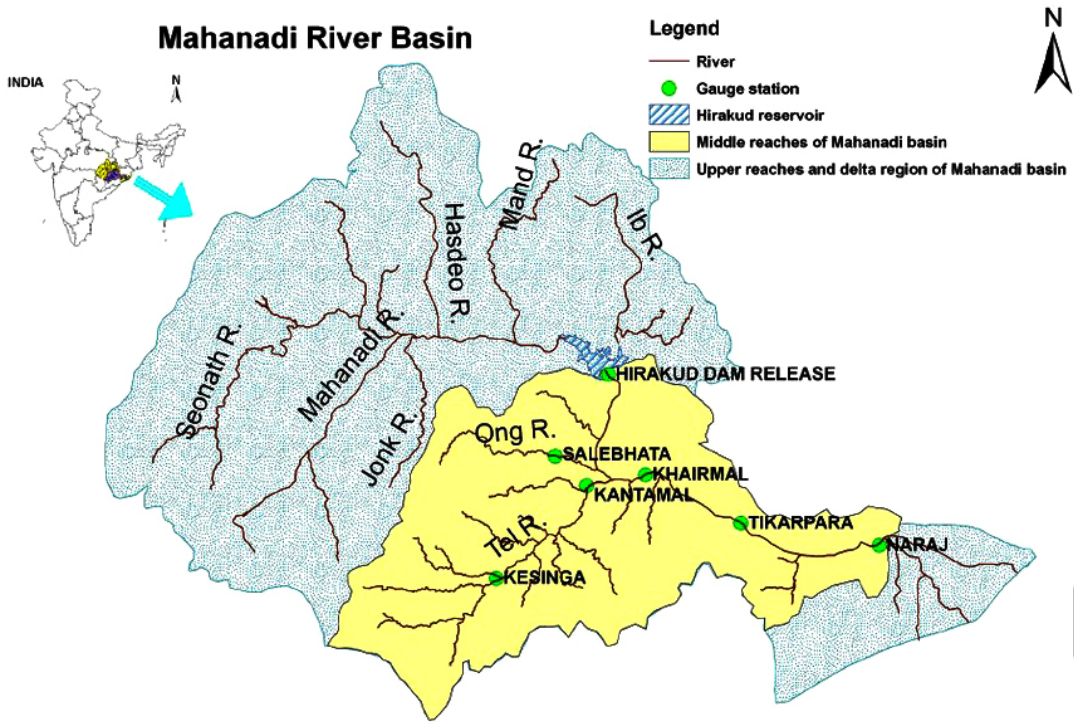 Mahanadi River Basin
INDIA
N
Legend
River
Gauge station
Hirakud reservoir
Middle reaches of Mahanadi basin
Upper reaches and delta region of Mahanadi basin
N
Hasdeo R.
Mand R.
Ib R.
Seonath R.
Mahanadi R.
Jonk R.
HIRAKUD DAM RELEASE
Ong R.
SALEBHATA
KHAIRMAL
KANTAMAL
TIKARPARA
Tel R.
NARAJ
KESINGA